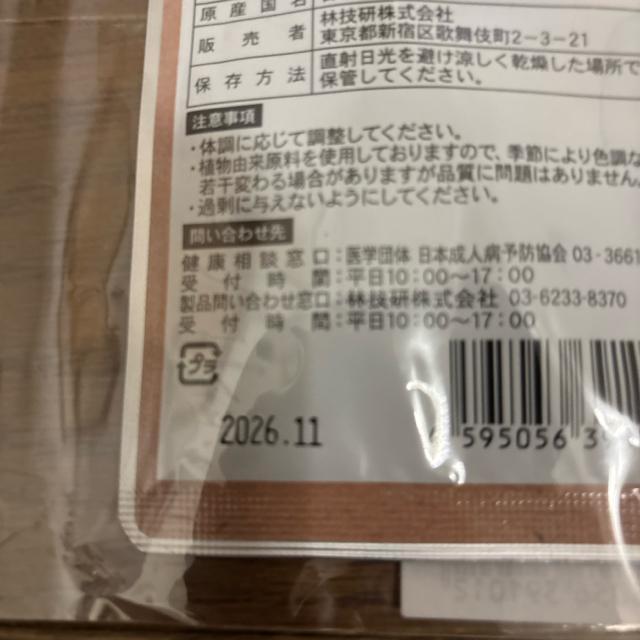 原産国名
販売者 林技研株式会社
東京都新宿区歌舞伎町2-3-21
保存方法 直射日光を避け涼しく乾燥した場所で
保管してください。
注意事項
・体調に応じて調整してください。
・植物由来原料を使用しておりますので、季節により色調な
若干変わる場合がありますが品質に問題はありません。
・過剰に与えないようにしてください。
問い合わせ先
健康相談窓口:医学団体 日本成人病予防協会 03-3661
受付時間:平日10:00〜17:00
製品問い合わせ窓口:林技研株式会社 03-6233-8370
受付時間:平日10:00〜17:00
プラ
2026.11
595056 3